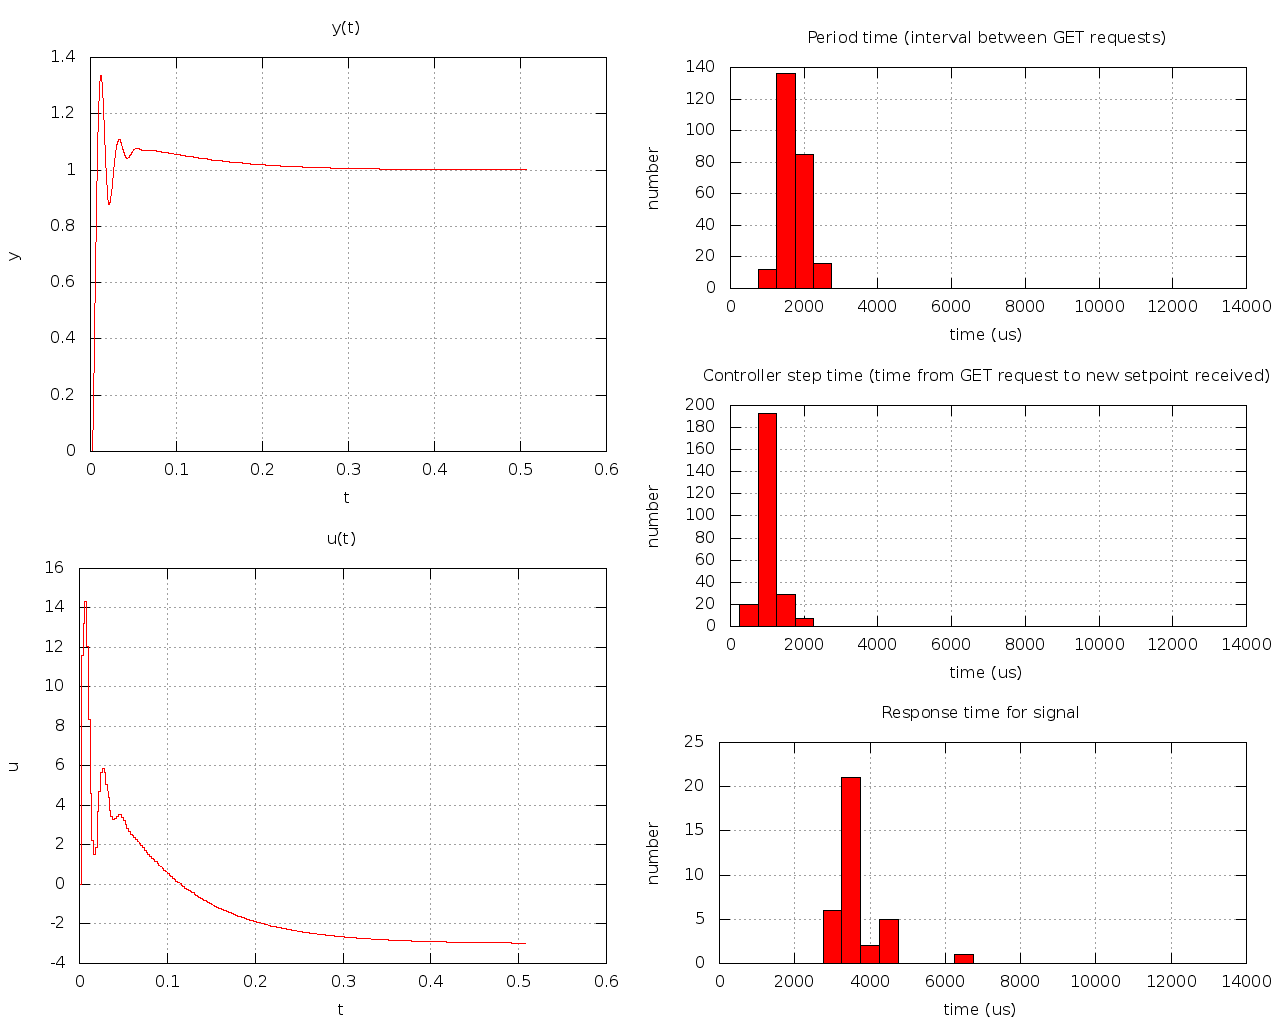 y(t)
1.4
1.2
1
0.8
0.6
0.4
0.2
0
y
0 0.1 0.2 0.3 0.4 0.5 0.6
t
u(t)
16
14
12
10
8
6
4
2
0
-2
-4
u
0 0.1 0.2 0.3 0.4 0.5 0.6
t
Period time (interval between GET requests)
140
120
100
80
60
40
20
0
number
0 2000 4000 6000 8000 10000 12000 14000
time (us)
Controller step time (time from GET request to new setpoint received)
200
180
160
140
120
100
80
60
40
20
0
number
0 2000 4000 6000 8000 10000 12000 14000
time (us)
Response time for signal
25
20
15
10
5
0
number
0 2000 4000 6000 8000 10000 12000 14000
time (us)